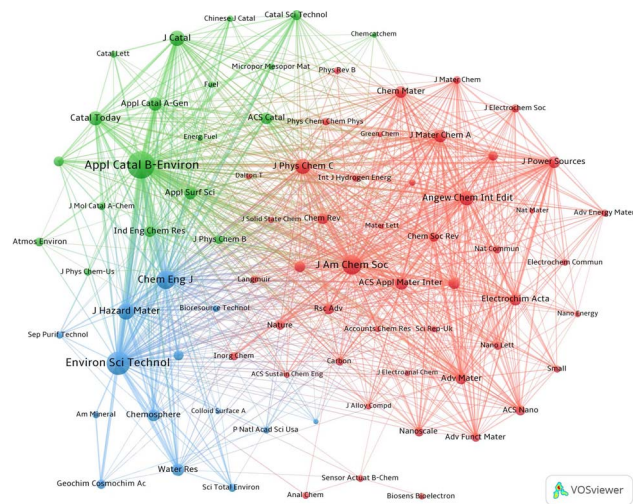 Chinese J Catal
Catal Sci Technol
J Catal
Chemcatchem
Catal Lett
Micropor Mesopor Mat
Phys Rev B
Fuel
J Mater Chem
Chem Mater
Appl Catal A-Gen
J Electrochem Soc
Catal Today
ACS Catal
Phys Chem Chem Phys
Green Chem
J Mater Chem A
Energ Fuel
Appl Catal B-Environ
J Phys Chem C
J Power Sources
Dalton T
Int J Hydrogen Energ
Appl Surf Sci
Angew Chem Int Edit
J Mol Catal A-Chem
J Solid State Chem
Chem Rev
Mater Lett
Nat Mater
Adv Energy Mater
Ind Eng Chem Res
J Phys Chem B
Chem Soc Rev
Atmos Environ
Nat Commun
J Am Chem Soc
Electrochem Commun
J Phys Chem-Us
Chem Eng J
Langmuir
ACS Appl Mater Inter
Electrochim Acta
J Hazard Mater
Bioresource Technol
Rsc Adv
Nano Energy
Nature
Accounts Chem Res
Sci Rep-Uk
Sep Purif Technol
Nano Lett
Environ Sci Technol
Inorg Chem
Carbon
Small
ACS Sustain Chem Eng
J Electroanal Chem
Adv Mater
Am Mineral
Chemosphere
Colloid Surface A
J Alloy Compd
ACS Nano
P Natl Acad Sci Usa
Nanoscale
Adv Funct Mater
Water Res
Geochim Cosmochim Ac
Sci Total Environ
Sensor Actuat B-Chem
Anal Chem
Biosens Bioelectron
VOSviewer